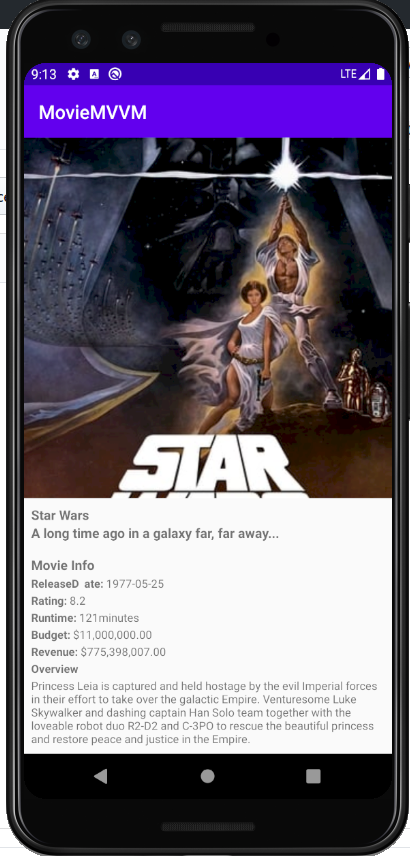 9:13
LTE
MovieMVVM
STAR
WARS
Star Wars
A long time ago in a galaxy far, far away...
Movie Info
ReleaseD ate: 1977-05-25
Rating: 8.2
Runtime: 121minutes
Budget: $11,000,000.00
Revenue: $775,398,007.00
Overview
Princess Leia is captured and held hostage by the evil Imperial forces
in their effort to take over the galactic Empire. Venturesome Luke
Skywalker and dashing captain Han Solo team together with the
loveable robot duo R2-D2 and C-3PO to rescue the beautiful princess
and restore peace and justice in the Empire.